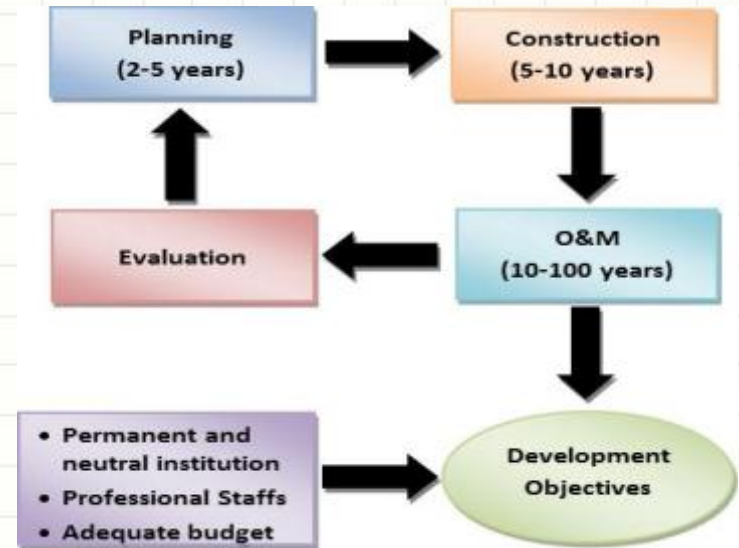 Planning
(2-5 years)
Construction
(5-10 years)
Evaluation
O&M
(10-100 years)
• Permanent and
neutral institution
• Professional Staffs
• Adequate budget
Development
Objectives